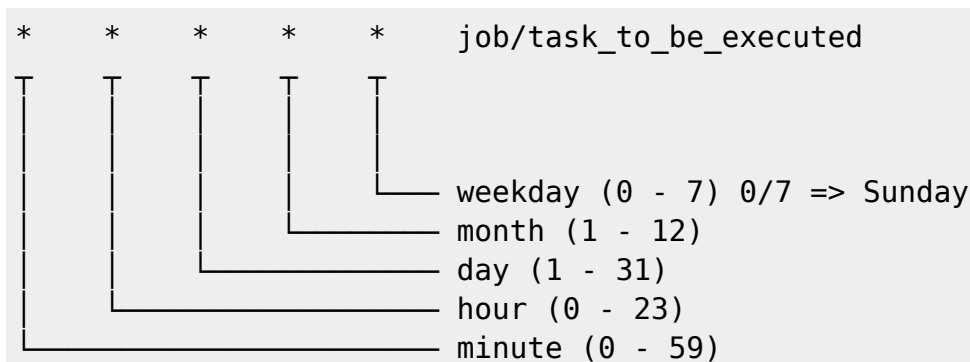 * * * * * job/task_to_be_executed
weekday (0 - 7) 0/7 => Sunday
month (1 - 12)
day (1 - 31)
hour (0 - 23)
minute (0 - 59)